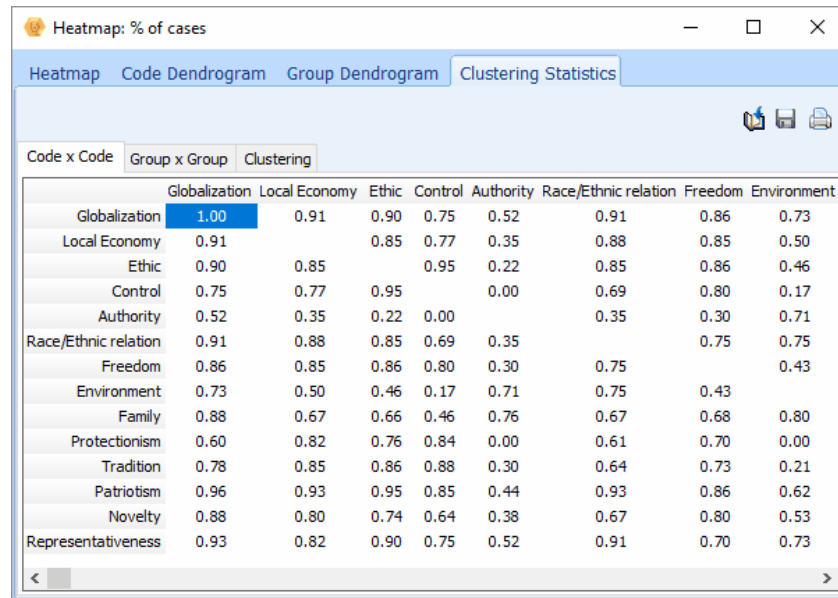 Heatmap: % of cases
Heatmap Code Dendrogram Group Dendrogram Clustering Statistics
Code x Code Group x Group Clustering
Globalization Local Economy Ethic Control Authority Race/Ethnic relation Freedom Environment
Globalization 1.00 0.91 0.90 0.75 0.52 0.91 0.86 0.73
Local Economy 0.91 0.85 0.77 0.35 0.88 0.85 0.50
Ethic 0.90 0.85 0.95 0.22 0.85 0.86 0.46
Control 0.75 0.77 0.95 0.00 0.69 0.80 0.17
Authority 0.52 0.35 0.22 0.00 0.35 0.30 0.71
Race/Ethnic relation 0.91 0.88 0.85 0.69 0.35 0.75 0.75
Freedom 0.86 0.85 0.86 0.80 0.30 0.75 0.43
Environment 0.73 0.50 0.46 0.17 0.71 0.75 0.43
Family 0.88 0.67 0.66 0.46 0.76 0.67 0.68 0.80
Protectionism 0.60 0.82 0.76 0.84 0.00 0.61 0.70 0.00
Tradition 0.78 0.85 0.86 0.88 0.30 0.64 0.73 0.21
Patriotism 0.96 0.93 0.95 0.85 0.44 0.93 0.86 0.62
Novelty 0.88 0.80 0.74 0.64 0.38 0.67 0.80 0.53
Representativeness 0.93 0.82 0.90 0.75 0.52 0.91 0.70 0.73